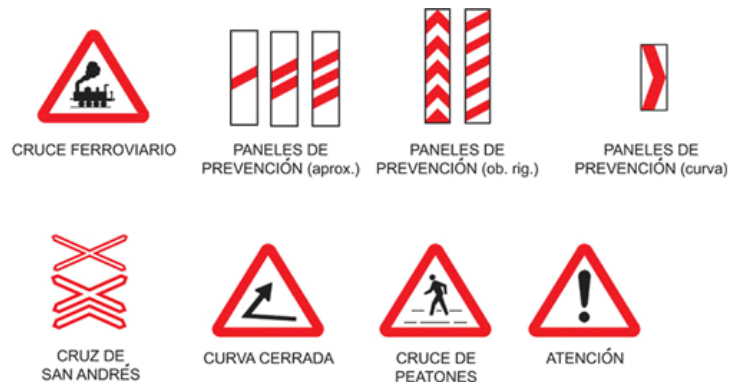 CRUCE FERROVIARIO
PANELES DE
PREVENCIÓN (aprox.)
PANELES DE
PREVENCIÓN (ob. rig.)
PANELES DE
PREVENCIÓN (curva)
CRUZ DE
SAN ANDRÉS
CURVA CERRADA
CRUCE DE
PEATONES
ATENCIÓN